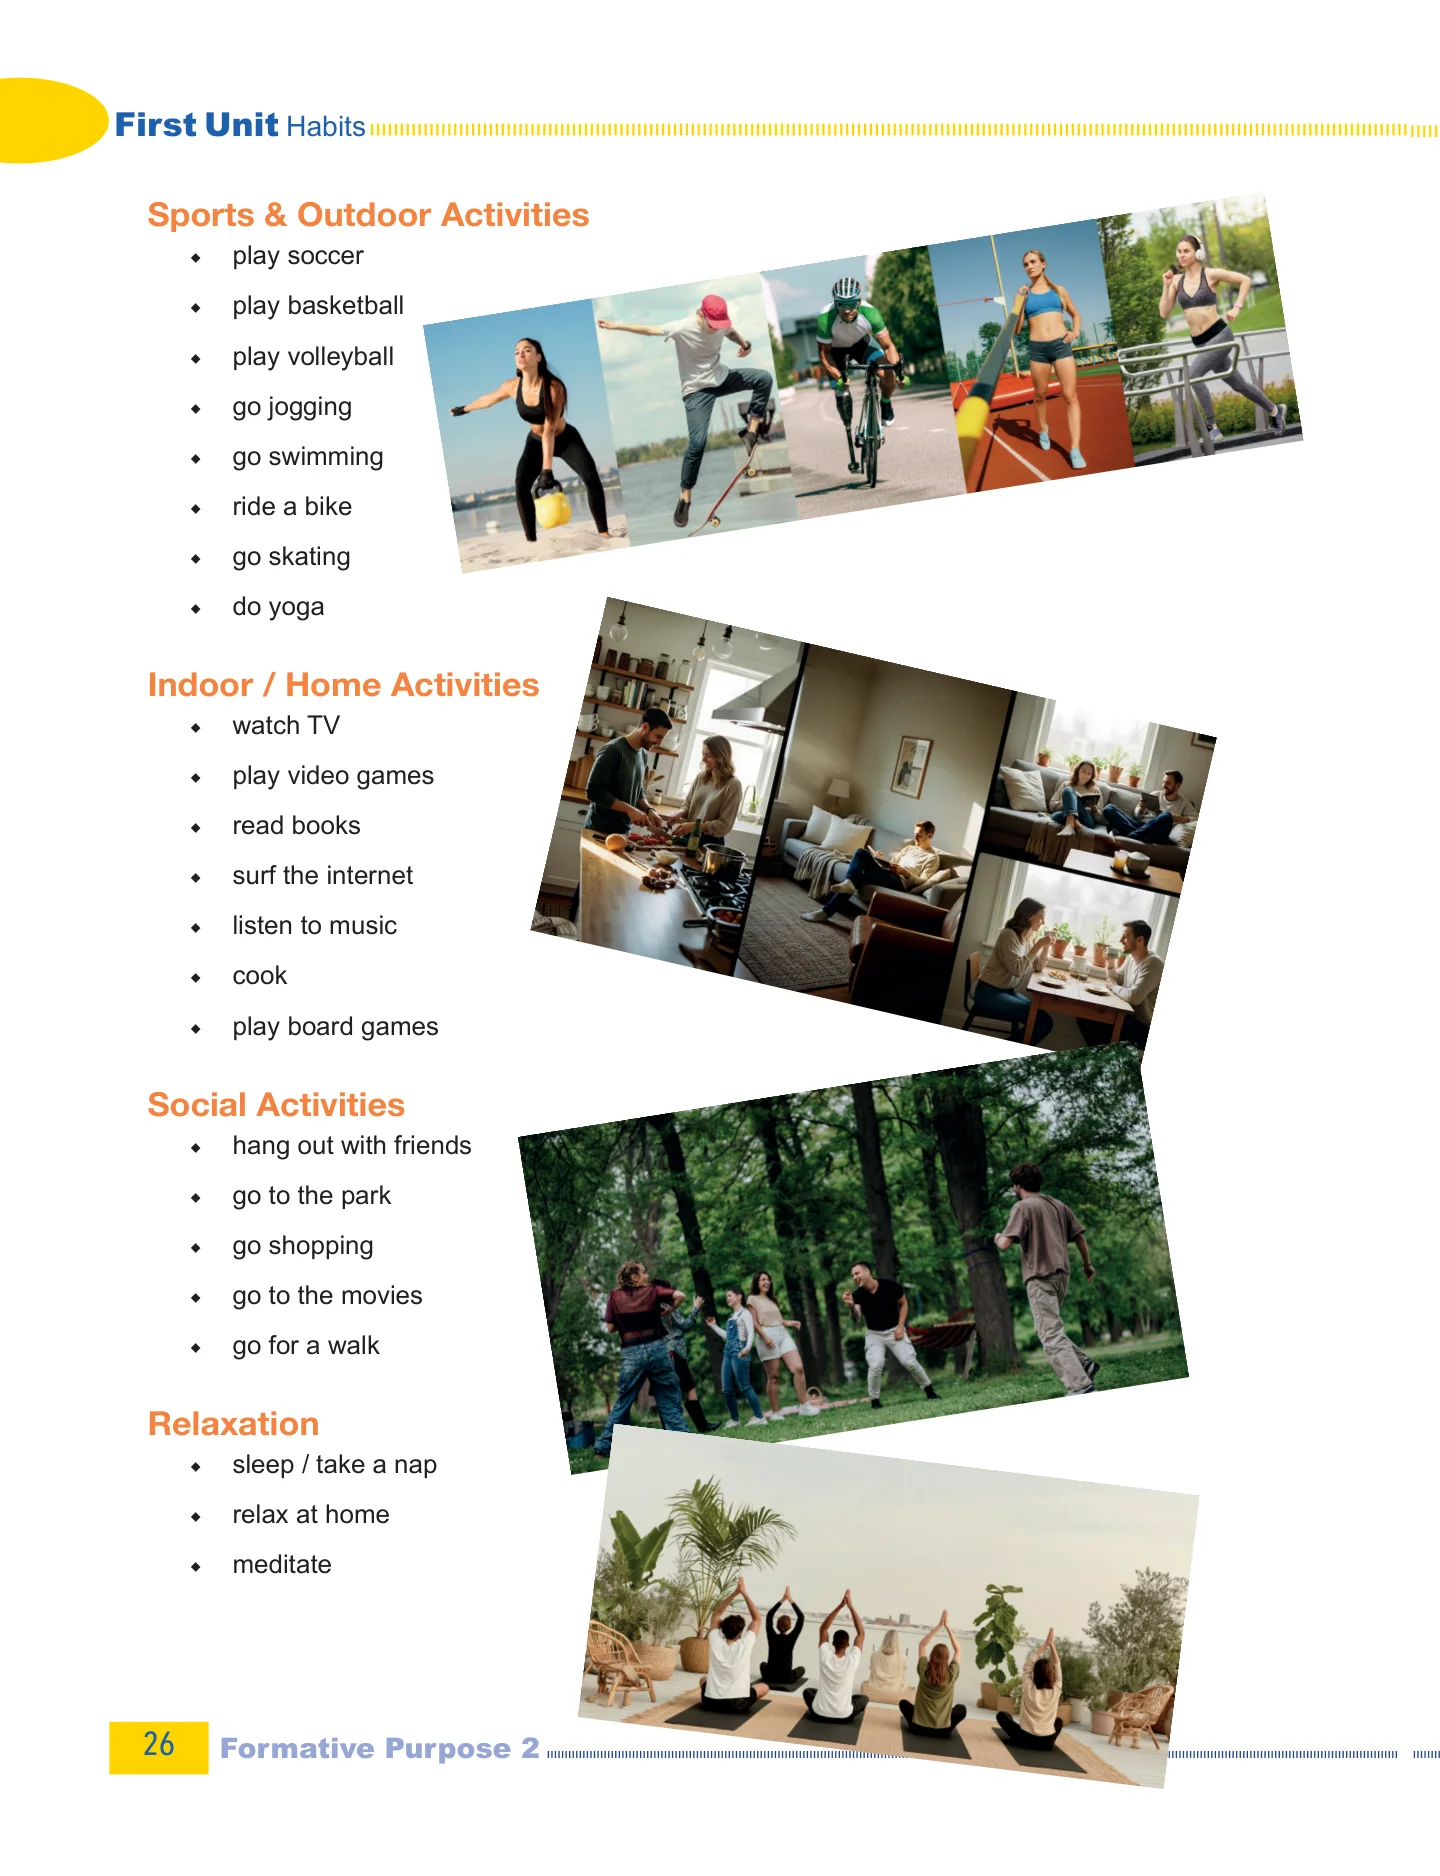 First Unit Habits
Sports & Outdoor Activities
◆ play soccer
◆ play basketball
◆ play volleyball
◆ go jogging
◆ go swimming
◆ ride a bike
◆ go skating
◆ do yoga
Indoor / Home Activities
◆ watch TV
◆ play video games
◆ read books
◆ surf the internet
◆ listen to music
◆ cook
◆ play board games
Social Activities
◆ hang out with friends
◆ go to the park
◆ go shopping
◆ go to the movies
◆ go for a walk
Relaxation
◆ sleep / take a nap
◆ relax at home
◆ meditate
26 Formative Purpose 2